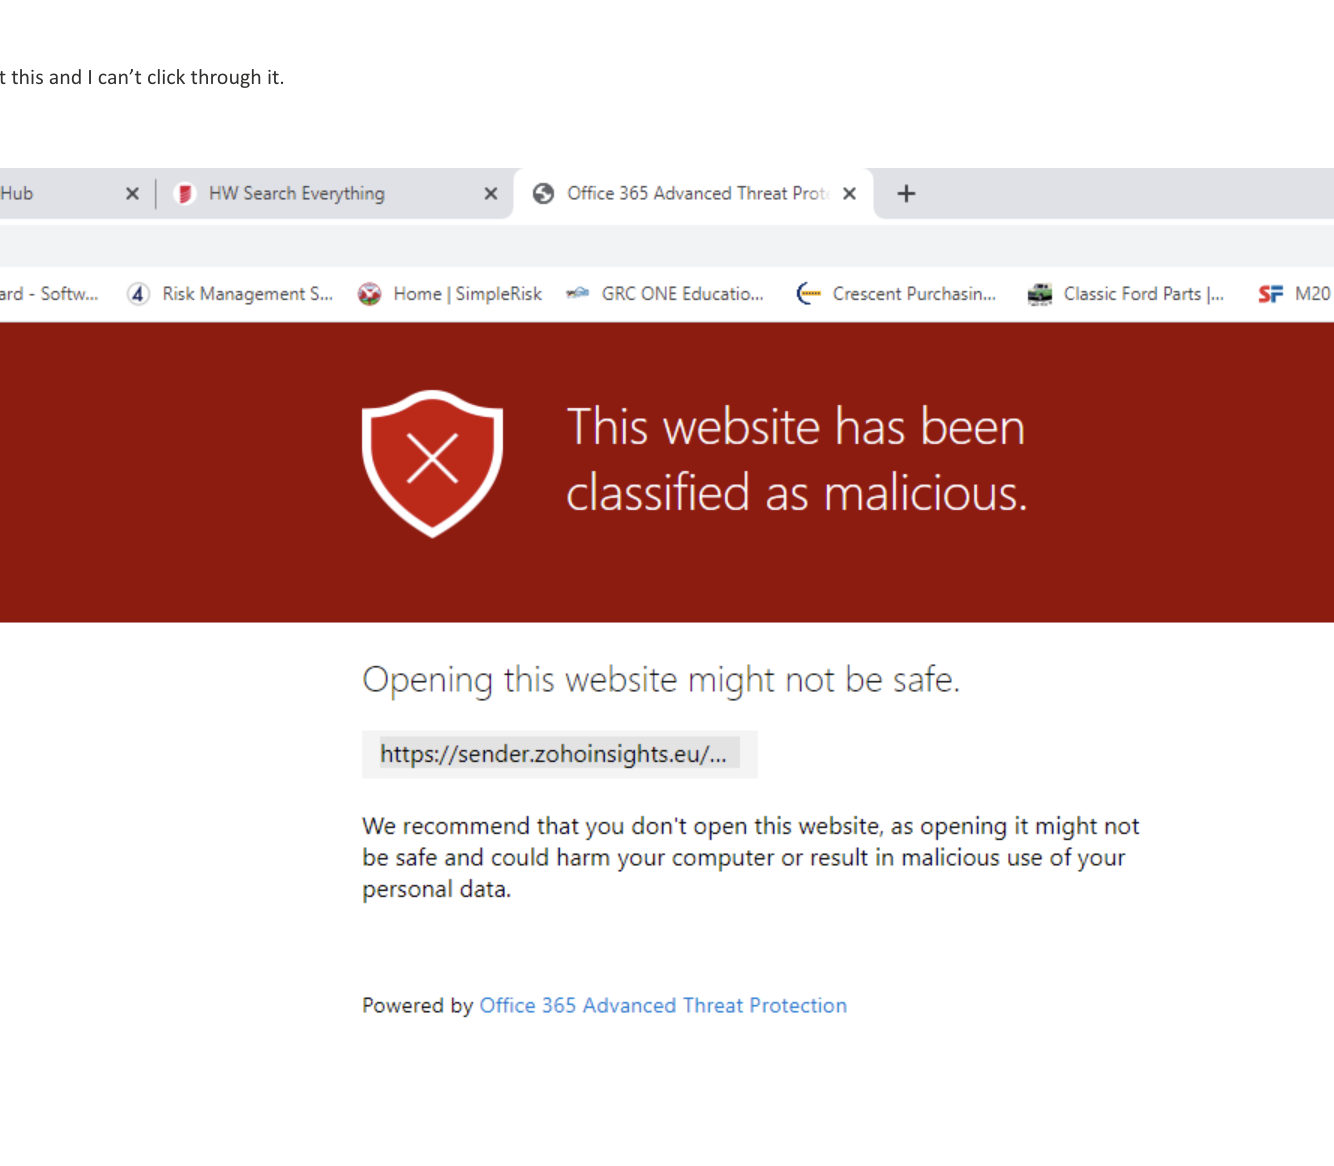 t this and I can’t click through it.
Hub
HW Search Everything
Office 365 Advanced Threat Prote
ard - Softw...
4
Risk Management S...
Home | SimpleRisk
GRC ONE Educatio...
Crescent Purchasin...
Classic Ford Parts |...
SF
M20
This website has been
classified as malicious.
Opening this website might not be safe.
https://sender.zohoinsights.eu/...
We recommend that you don't open this website, as opening it might not
be safe and could harm your computer or result in malicious use of your
personal data.
Powered by Office 365 Advanced Threat Protection